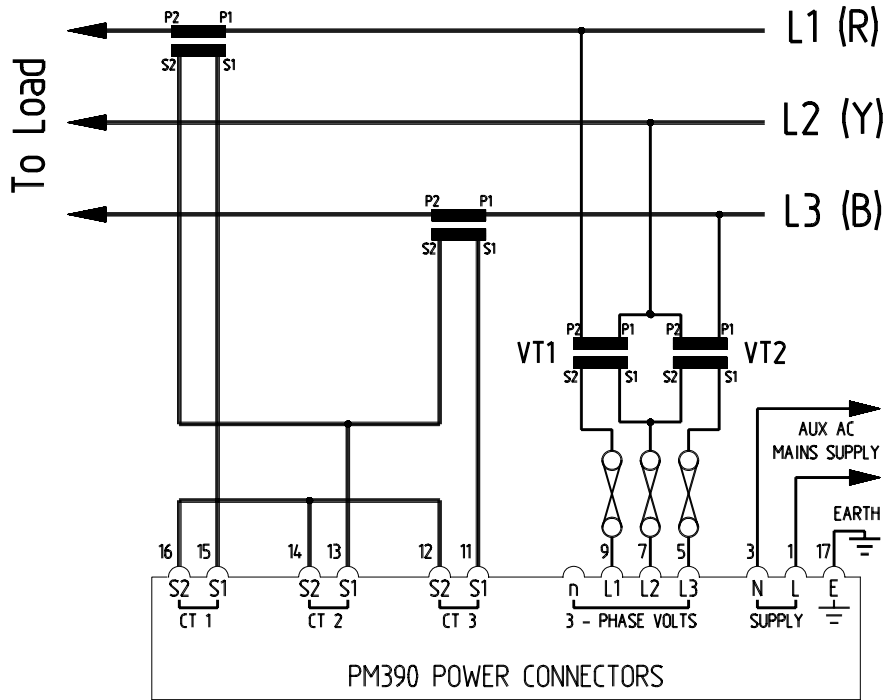 P2 P1
L1 (R)
S2 S1
To Load
L2 (Y)
P2 P1
L3 (B)
S2 S1
P2 P1 P2 P1
VT1 VT2
S2 S1 S2 S1
AUX AC
MAINS SUPPLY
EARTH
16 15 14 13 12 11 9 7 5 3 1 17
S2 S1 S2 S1 S2 S1 n L1 L2 L3 N L E
CT 1 CT 2 CT 3 3 - PHASE VOLTS SUPPLY
PM390 POWER CONNECTORS